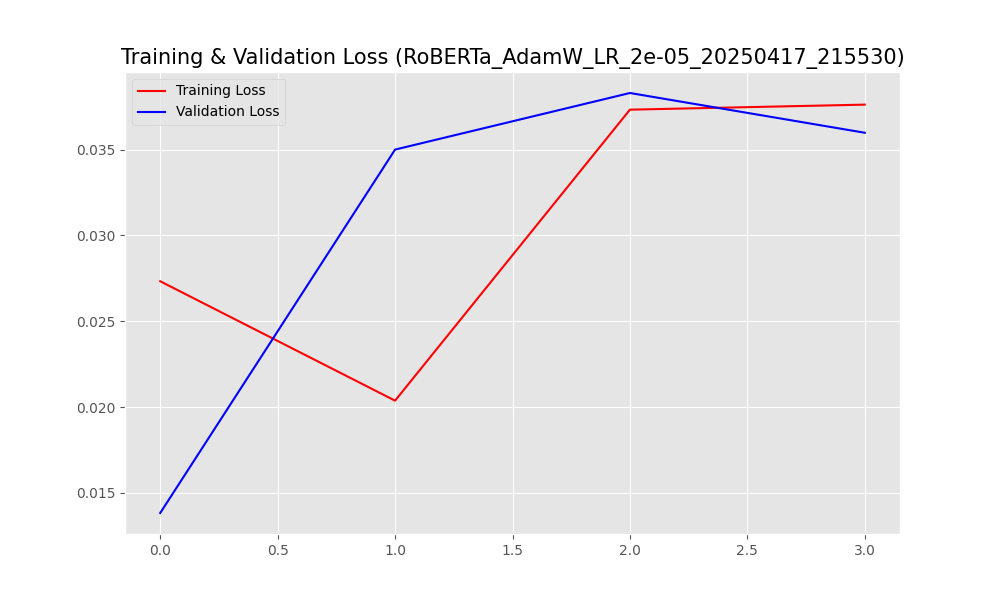 Training & Validation Loss (RoBERTa_AdamW_LR_2e-05_20250417_215530)
Training Loss
Validation Loss
0.035
0.030
0.025
0.020
0.015
0.0 0.5 1.0 1.5 2.0 2.5 3.0